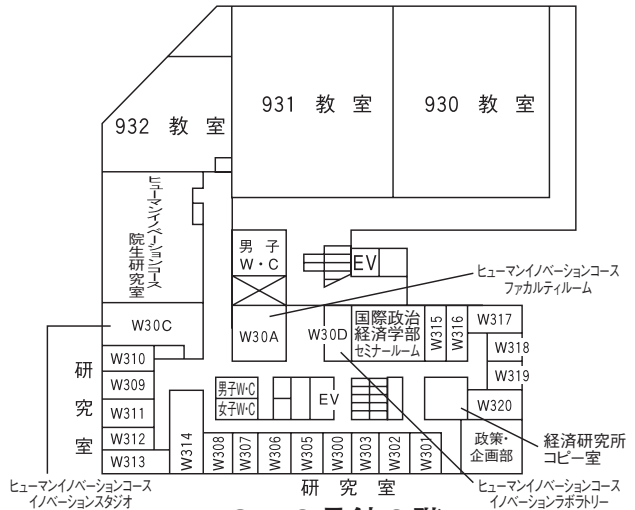 932 教 室
931 教 室
930 教 室
ヒューマンイノベーションコース
院生研究室
男 子
W・C
EV
ヒューマンイノベーションコース
ファカルティルーム
W30C
W30A
W30D
国際政治
経済学部
セミナールーム
W315
W316
W317
W318
W319
W320
W310
W309
W311
W312
W313
研究室
W314
男子W・C
女子W・C
EV
W308
W307
W306
W305
W300
W303
W302
W301
政策・
企画部
経済研究所
コピー室
ヒューマンイノベーションコース
イノベーションスタジオ
研 究 室
ヒューマンイノベーションコース
イノベーションラボラトリー